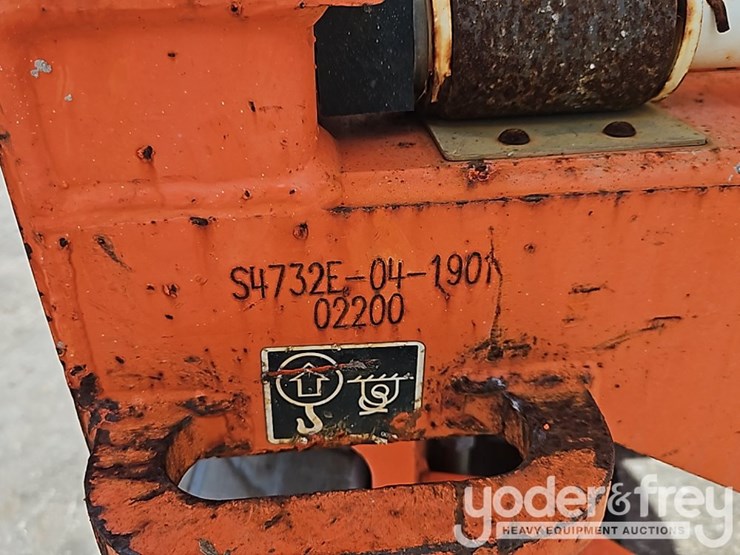 S4732E-04-1901
02200
yoder&frey
HEAVY EQUIPMENT AUCTIONS